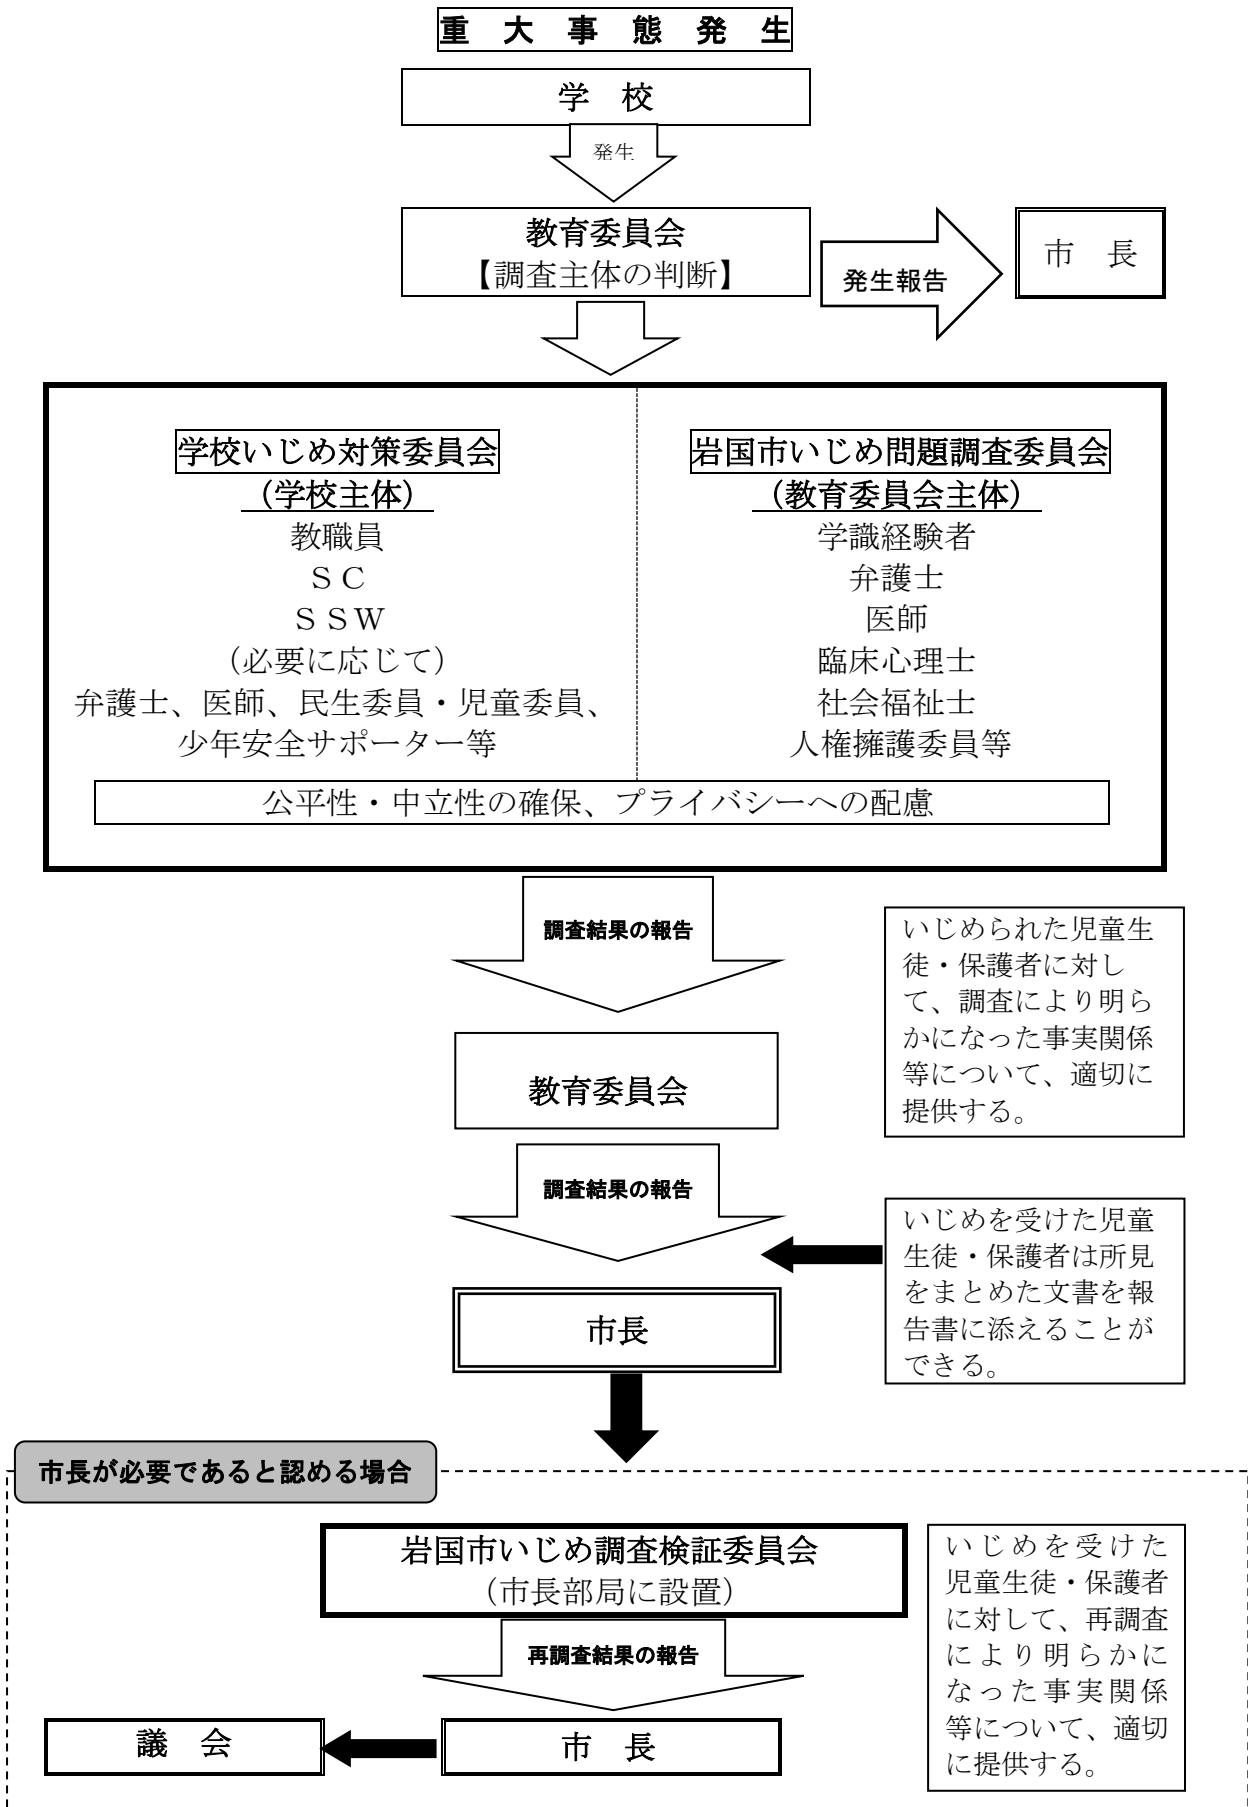 重 大 事 態 発 生
学 校
発生
教育委員会
【調査主体の判断】
発生報告
市 長
学校いじめ対策委員会
（学校主体）
教職員
ＳＣ
ＳＳＷ
（必要に応じて）
弁護士、医師、民生委員・児童委員、
少年安全サポーター等
岩国市いじめ問題調査委員会
（教育委員会主体）
学識経験者
弁護士
医師
臨床心理士
社会福祉士
人権擁護委員等
公平性・中立性の確保、プライバシーへの配慮
調査結果の報告
いじめられた児童生
徒・保護者に対し
て、調査により明ら
かになった事実関係
等について、適切に
提供する。
教育委員会
調査結果の報告
いじめを受けた児童
生徒・保護者は所見
をまとめた文書を報
告書に添えることが
できる。
市長
市長が必要であると認める場合
岩国市いじめ調査検証委員会
（市長部局に設置）
いじめを受けた
児童生徒・保護者
に対して、再調査
により明らかに
なった事実関係
等について、適切
に提供する。
再調査結果の報告
議 会
市 長